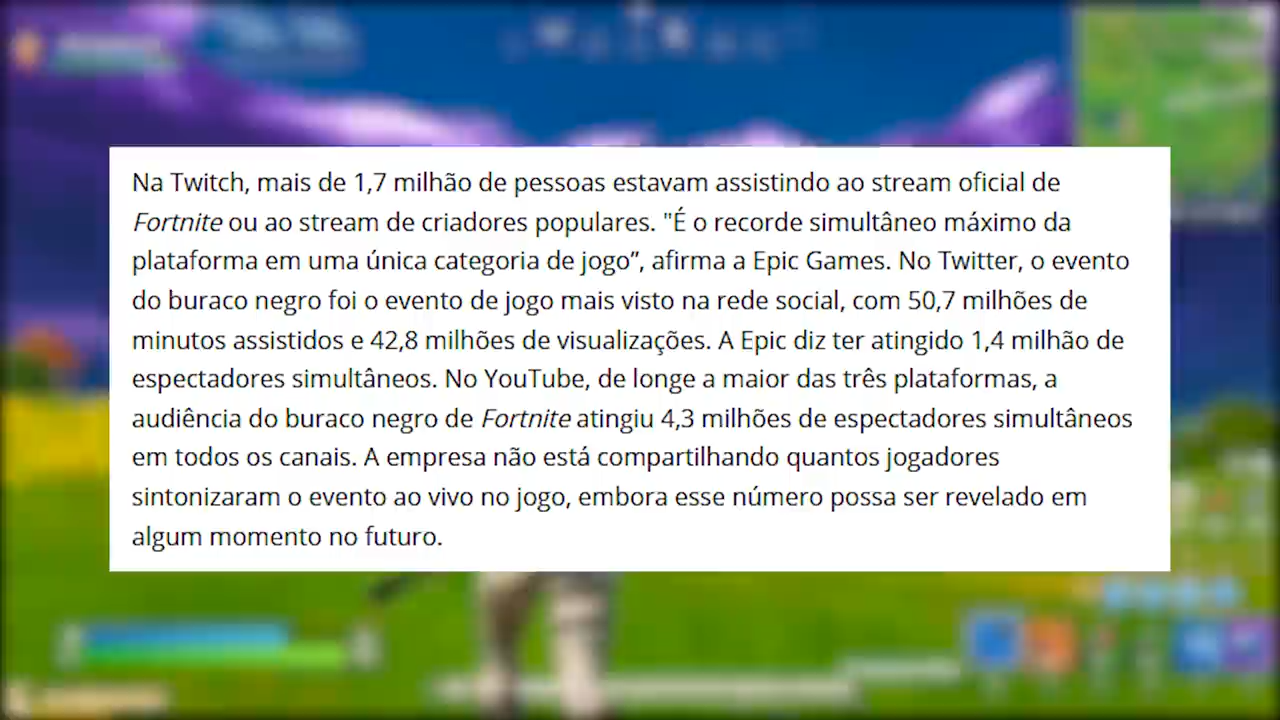 Na Twitch, mais de 1,7 milhão de pessoas estavam assistindo ao stream oficial de
Fortnite ou ao stream de criadores populares. "É o recorde simultâneo máximo da
plataforma em uma única categoria de jogo”, afirma a Epic Games. No Twitter, o evento
do buraco negro foi o evento de jogo mais visto na rede social, com 50,7 milhões de
minutos assistidos e 42,8 milhões de visualizações. A Epic diz ter atingido 1,4 milhão de
espectadores simultâneos. No YouTube, de longe a maior das três plataformas, a
audiência do buraco negro de Fortnite atingiu 4,3 milhões de espectadores simultâneos
em todos os canais. A empresa não está compartilhando quantos jogadores
sintonizaram o evento ao vivo no jogo, embora esse número possa ser revelado em
algum momento no futuro.